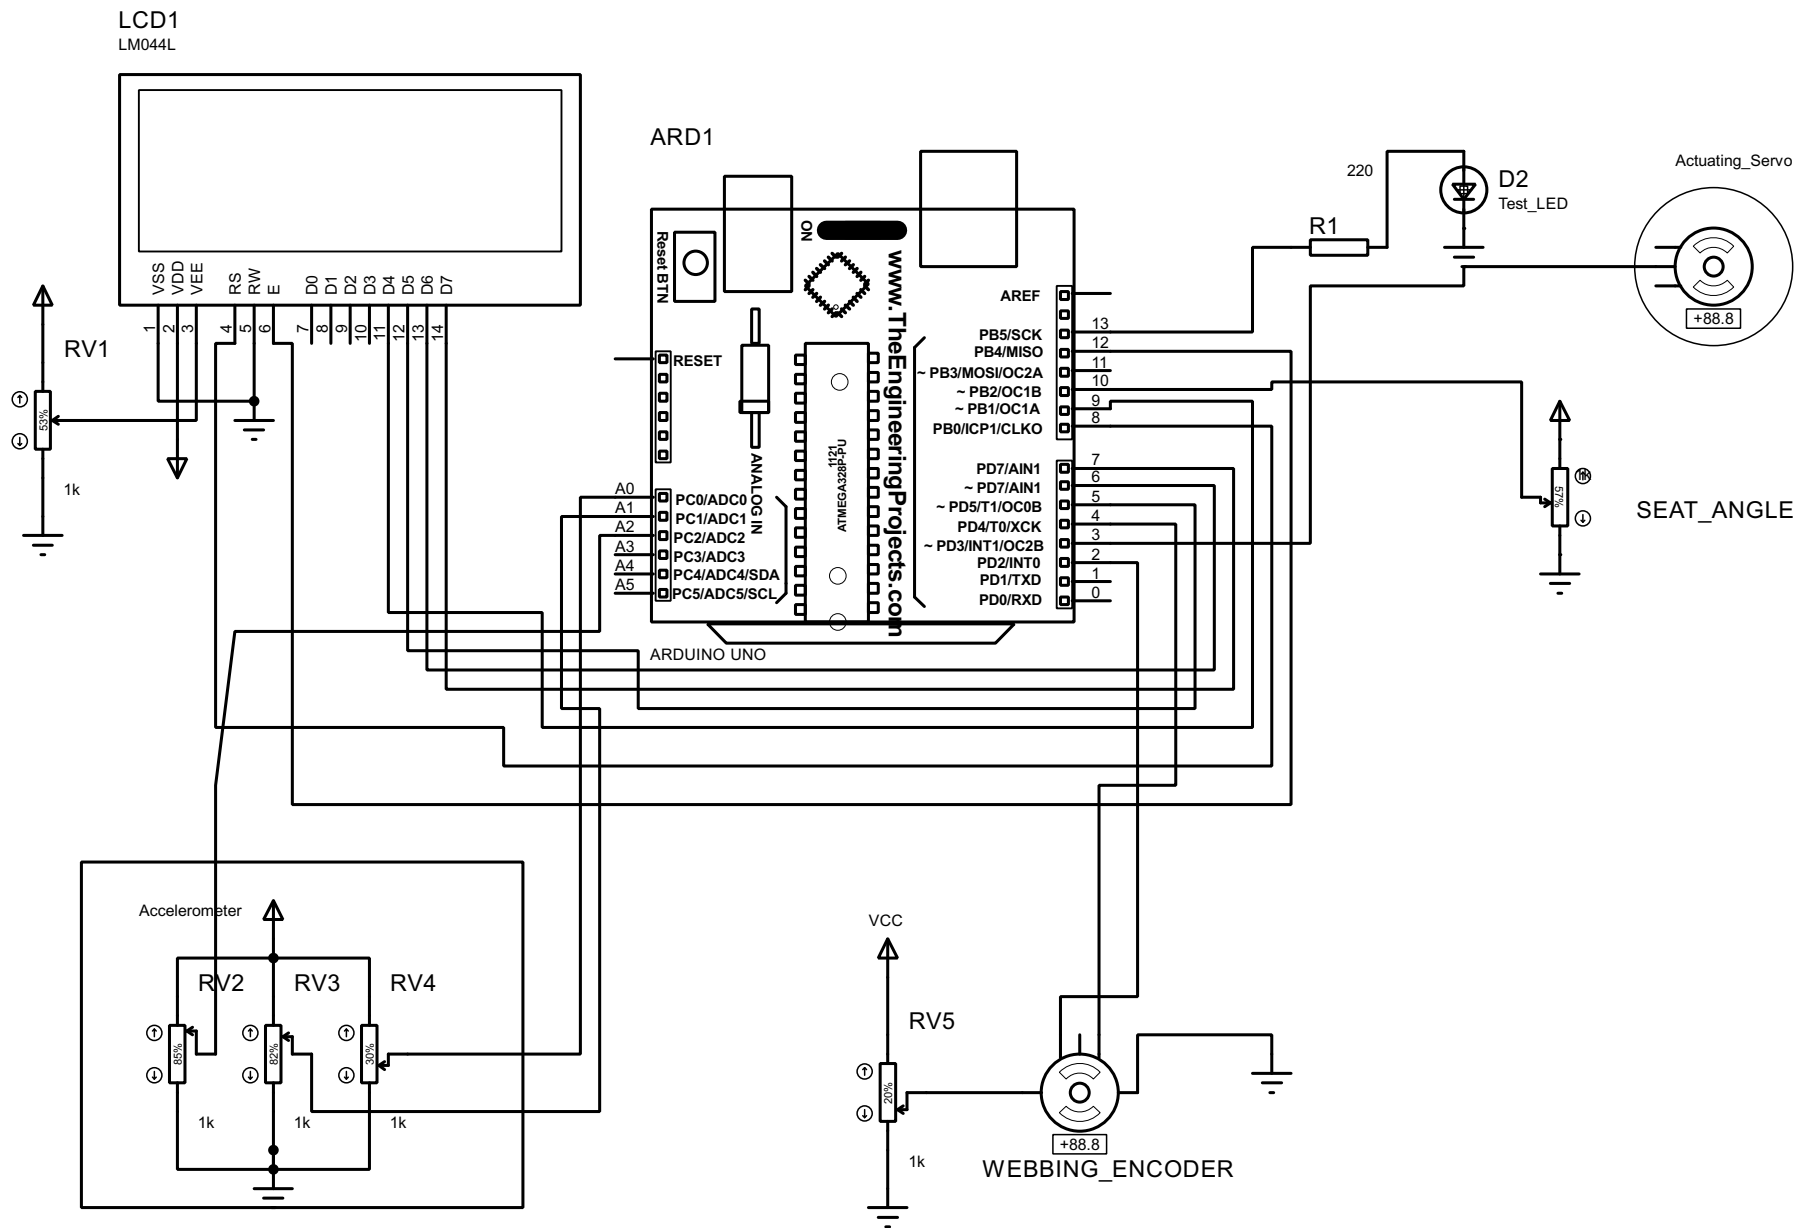 LCD1
LM044L
VSS
VDD
VEE
RS
RW
E
D0
D1
D2
D3
D4
D5
D6
D7
1
2
3
4
5
6
7
8
9
10
11
12
13
14
RV1
53%
1k
ARD1
ON
Reset BTN
www.TheEngineeringProjects.com
ANALOG IN
1121
ATMEGA328P-PU
RESET
A0
PC0/ADC0
A1
PC1/ADC1
A2
PC2/ADC2
A3
PC3/ADC3
A4
PC4/ADC4/SDA
A5
PC5/ADC5/SCL
AREF
PB5/SCK 13
PB4/MISO 12
~ PB3/MOSI/OC2A 11
~ PB2/OC1B 10
~ PB1/OC1A 9
PB0/ICP1/CLKO 8
PD7/AIN1 7
~ PD7/AIN1 6
~ PD5/T1/OC0B 5
PD4/T0/XCK 4
~ PD3/INT1/OC2B 3
PD2/INT0 2
PD1/TXD 1
PD0/RXD 0
ARDUINO UNO
220
R1
D2
Test_LED
Actuating_Servo
+88.8
57%
SEAT_ANGLE
Accelerometer
RV2
RV3
RV4
85%
82%
30%
1k
1k
1k
VCC
RV5
20%
1k
+88.8
WEBBING_ENCODER